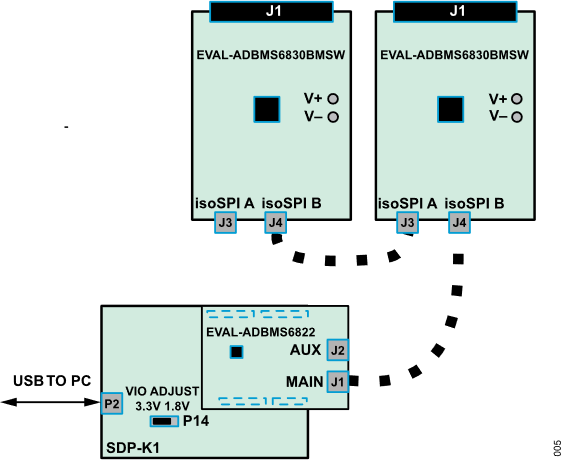 J1
J1
EVAL-ADBMS6830BMSW
EVAL-ADBMS6830BMSW
V+
V–
V+
V–
-
isoSPI A
isoSPI B
isoSPI A
isoSPI B
J3
J4
J3
J4
EVAL-ADBMS6822
AUX
J2
MAIN
J1
USB TO PC
P2
VIO ADJUST
3.3V 1.8V
P14
SDP-K1
005